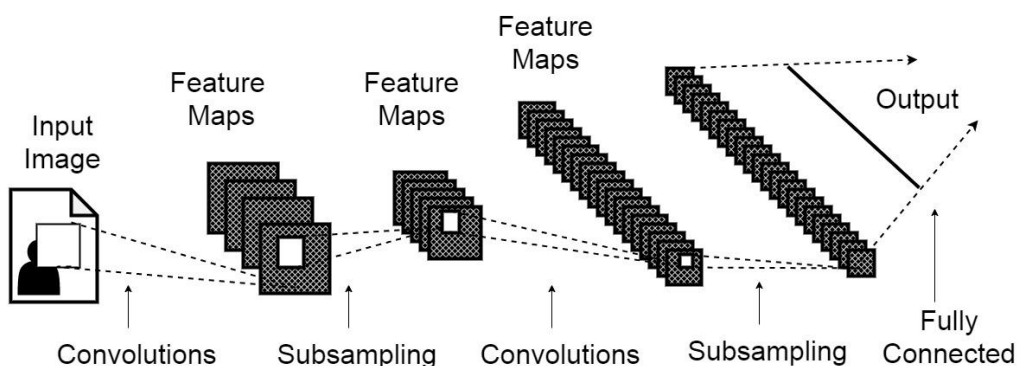 Input
Image
Feature
Maps
Feature
Maps
Feature
Maps
Output
Convolutions
Subsampling
Convolutions
Subsampling
Fully
Connected